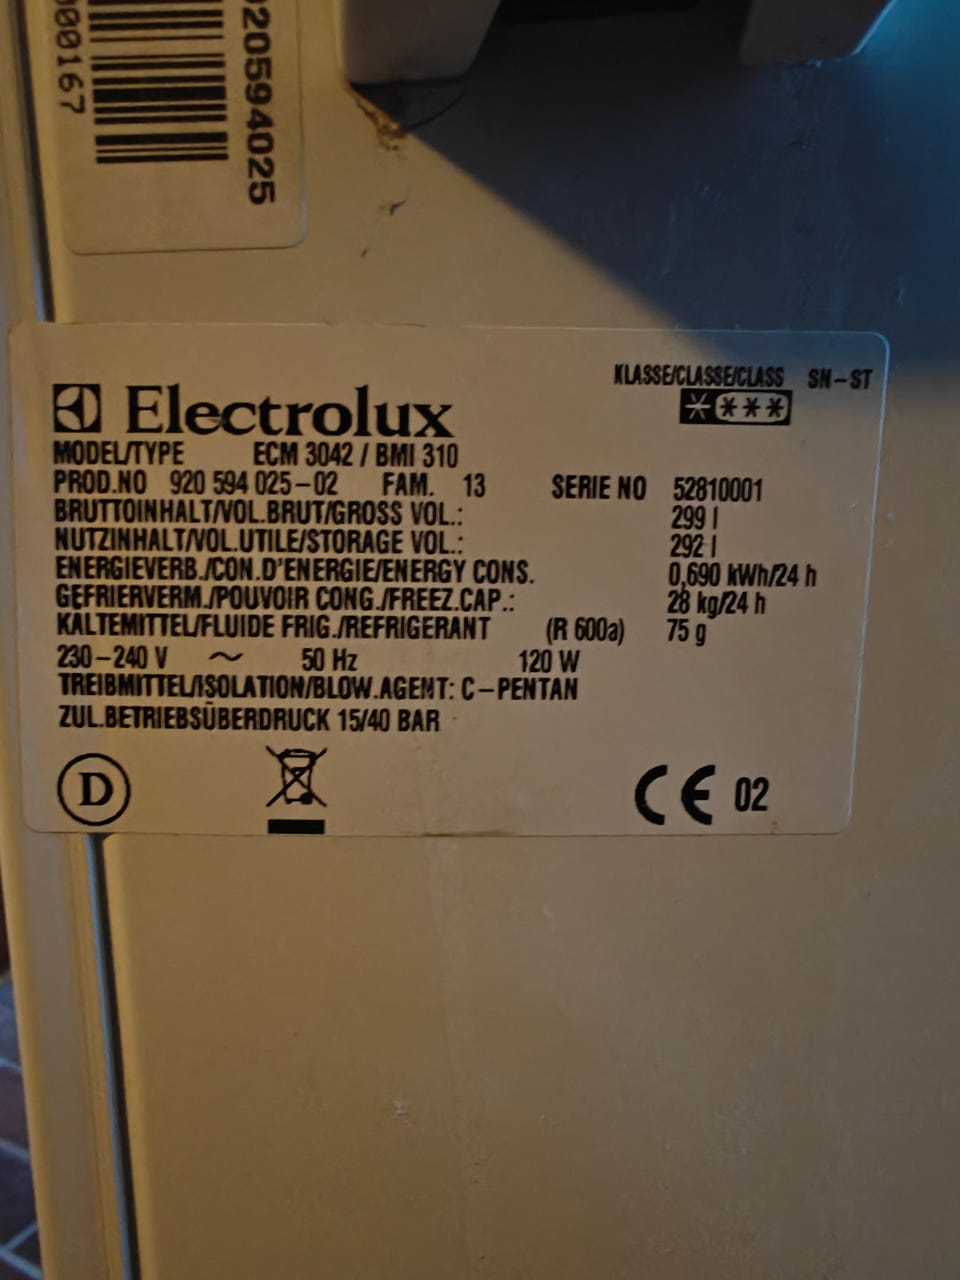 000167
020594025
Electrolux
KLASSE/CLASSE/CLASS SN-ST
****
MODEL/TYPE ECM 3042 / BMI 310
PROD.NO 920 594 025-02 FAM. 13 SERIE NO 52810001
BRUTTOINHALT/VOL.BRUT/GROSS VOL.: 299 l
NUTZINHALT/VOL.UTILE/STORAGE VOL.: 292 l
ENERGIEVERB./CON.D'ENERGIE/ENERGY CONS. 0,690 kWh/24 h
GEFRIERVERM./POUVOIR CONG./FREEZ.CAP.: 28 kg/24 h
KÄLTEMITTEL/FLUIDE FRIG./REFRIGERANT (R 600a) 75 g
230-240 V ~ 50 Hz 120 W
TREIBMITTEL/ISOLATION/BLOW.AGENT: C-PENTAN
ZUL.BETRIEBSÜBERDRUCK 15/40 BAR
D CE 02